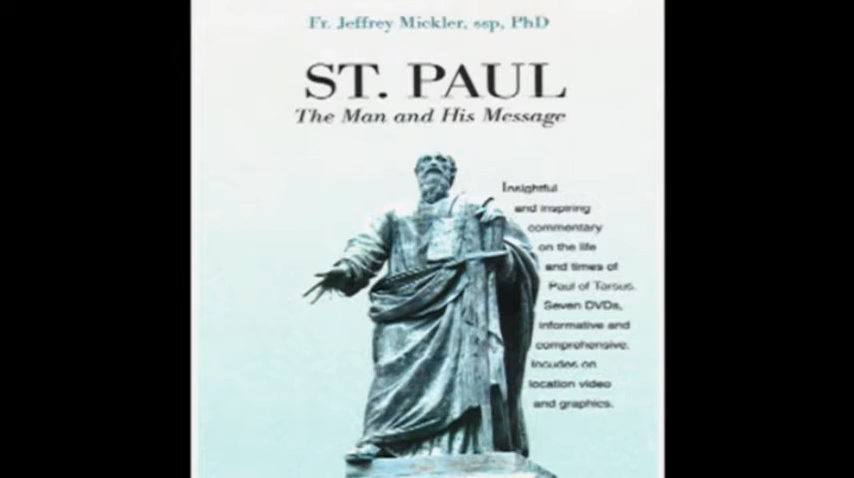 Fr. Jeffrey Mickler, ssp, PhD
ST. PAUL
The Man and His Message
Insightful
and inspiring
commentary
on the life
and times of
Paul of Tarsus.
Seven DVDs,
informative and
comprehensive.
Incudes on
location video
and graphics.